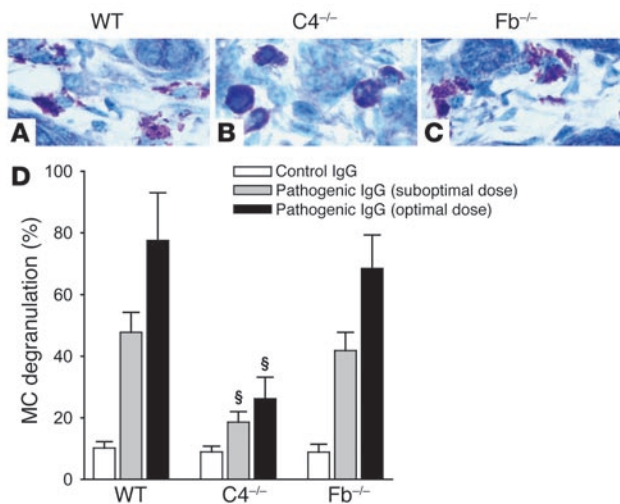 WT C4⁻/⁻ Fb⁻/⁻
A B C
D
Control IgG
Pathogenic IgG (suboptimal dose)
Pathogenic IgG (optimal dose)
MC degranulation (%)
100
80
60
40
20
0
§ §
WT C4⁻/⁻ Fb⁻/⁻